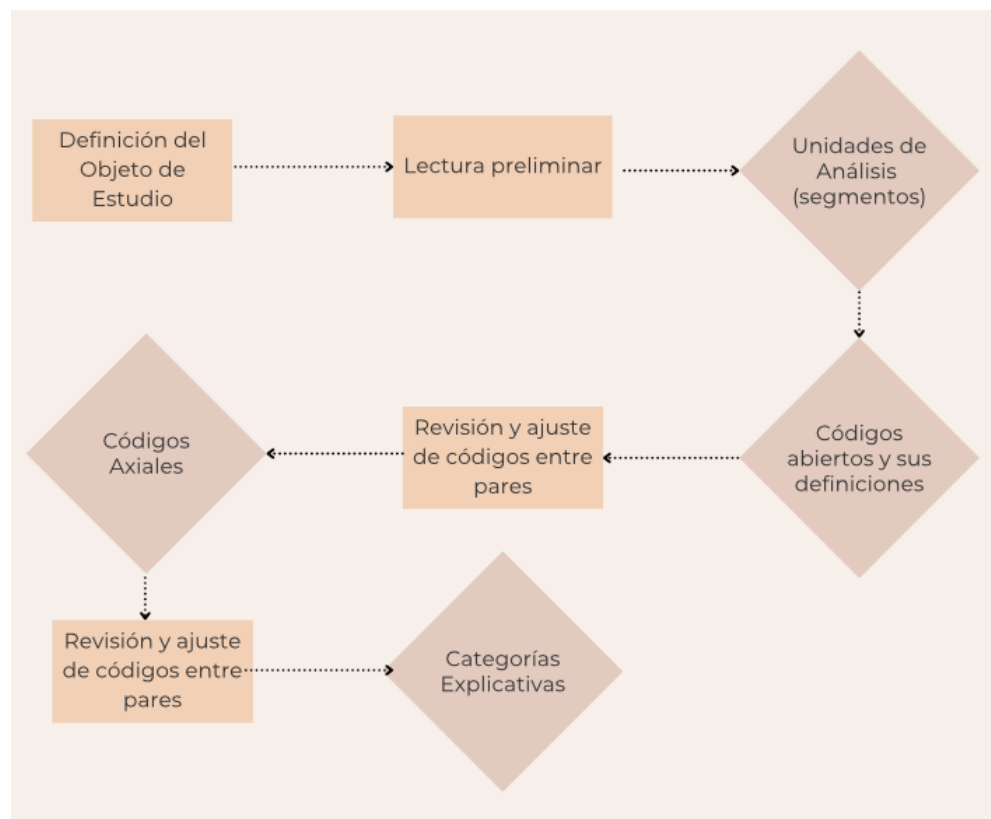 Definición del
Objeto de
Estudio
Lectura preliminar
Unidades de
Análisis
(segmentos)
Códigos
abiertos y sus
definiciones
Revisión y ajuste
de códigos entre
pares
Códigos
Axiales
Revisión y ajuste
de códigos entre
pares
Categorías
Explicativas